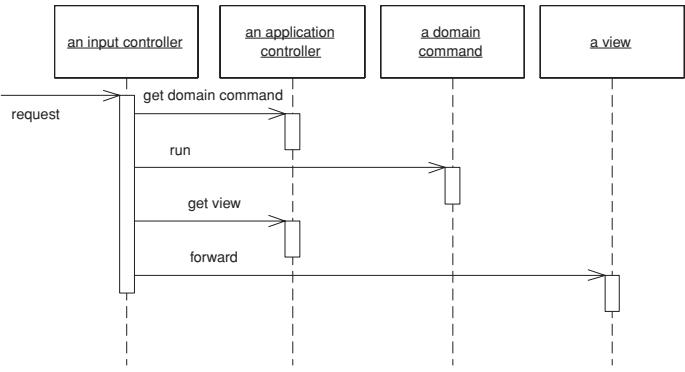 an input controller
an application
controller
a domain
command
a view
request
get domain command
run
get view
forward